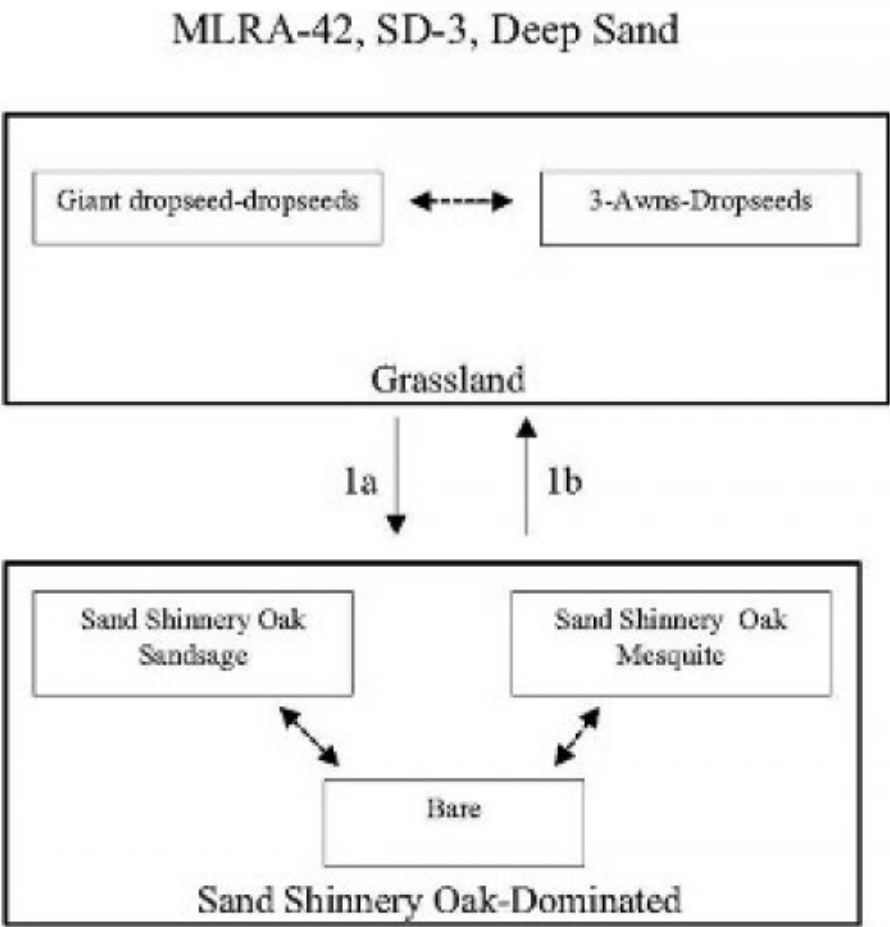 MLRA-42, SD-3, Deep Sand
Giant dropseed-dropseeds
3-Awns-Dropseeds
Grassland
1a
1b
Sand Shinnery Oak
Sandsage
Sand Shinnery Oak
Mesquite
Bare
Sand Shinnery Oak-Dominated